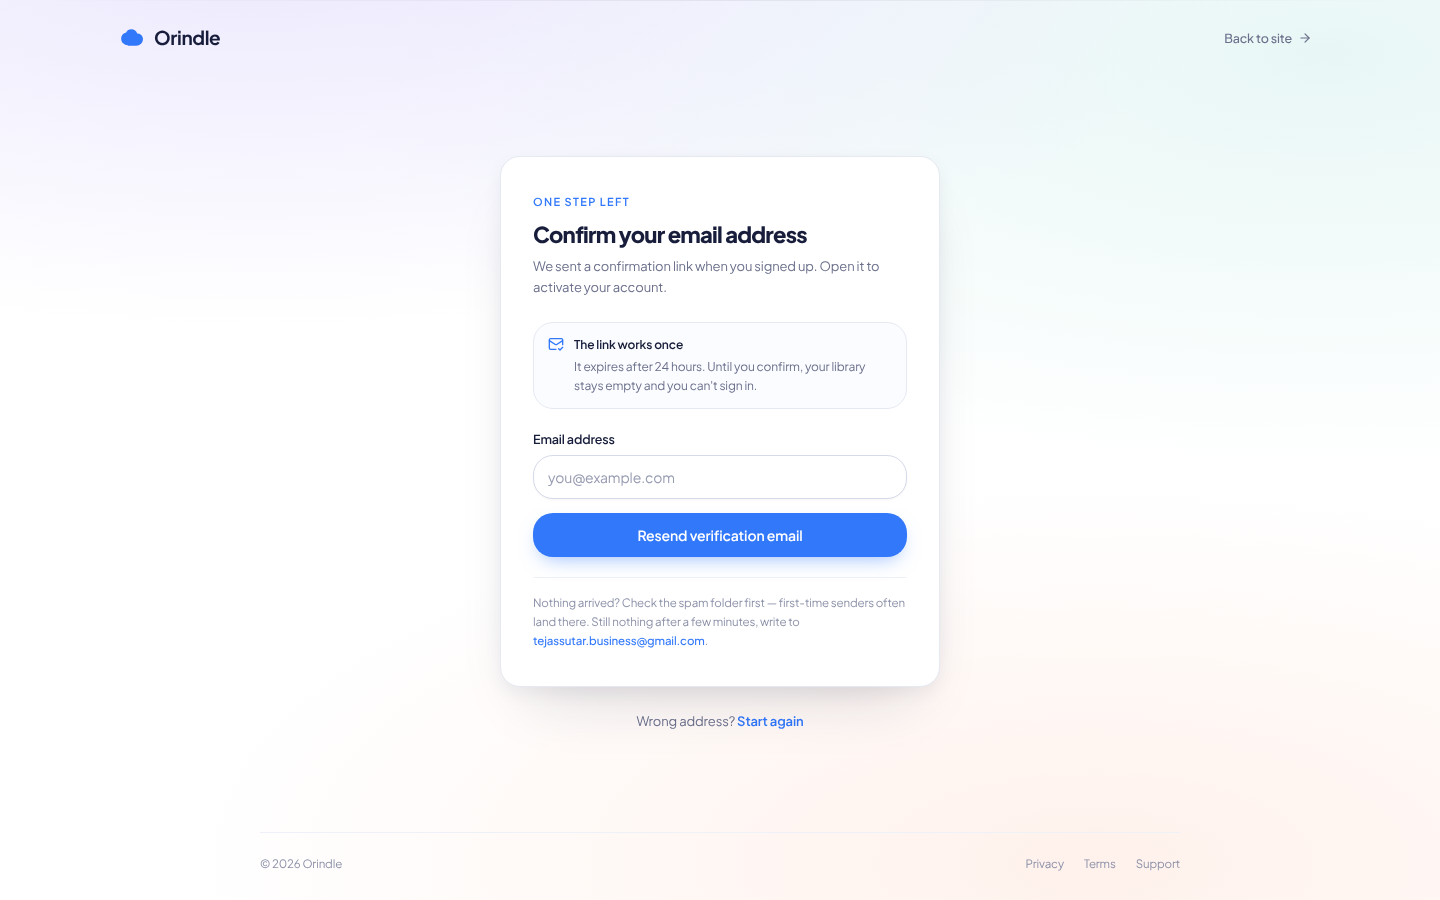 Orindle
Back to site
ONE STEP LEFT
Confirm your email address
We sent a confirmation link when you signed up. Open it to
activate your account.
The link works once
It expires after 24 hours. Until you confirm, your library
stays empty and you can't sign in.
Email address
you@example.com
Resend verification email
Nothing arrived? Check the spam folder first — first-time senders often
land there. Still nothing after a few minutes, write to
tejassutar.business@gmail.com.
Wrong address? Start again
© 2026 Orindle
Privacy Terms Support